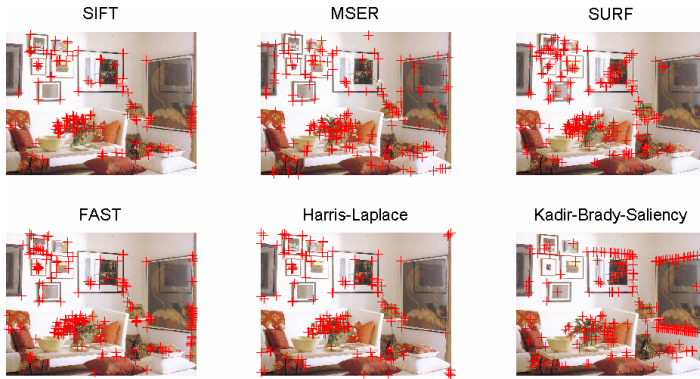 SIFT
MSER
SURF
FAST
Harris-Laplace
Kadir-Brady-Saliency